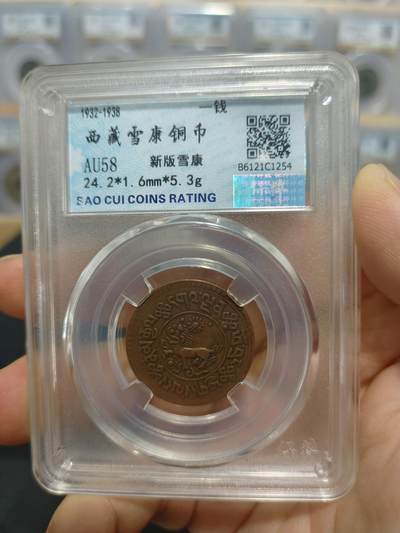 1932-1938 一钱
西藏雪康铜币
AU58 新版雪康
24.2*1.6mm*5.3g B6121C1254
SAO CUI COINS RATING